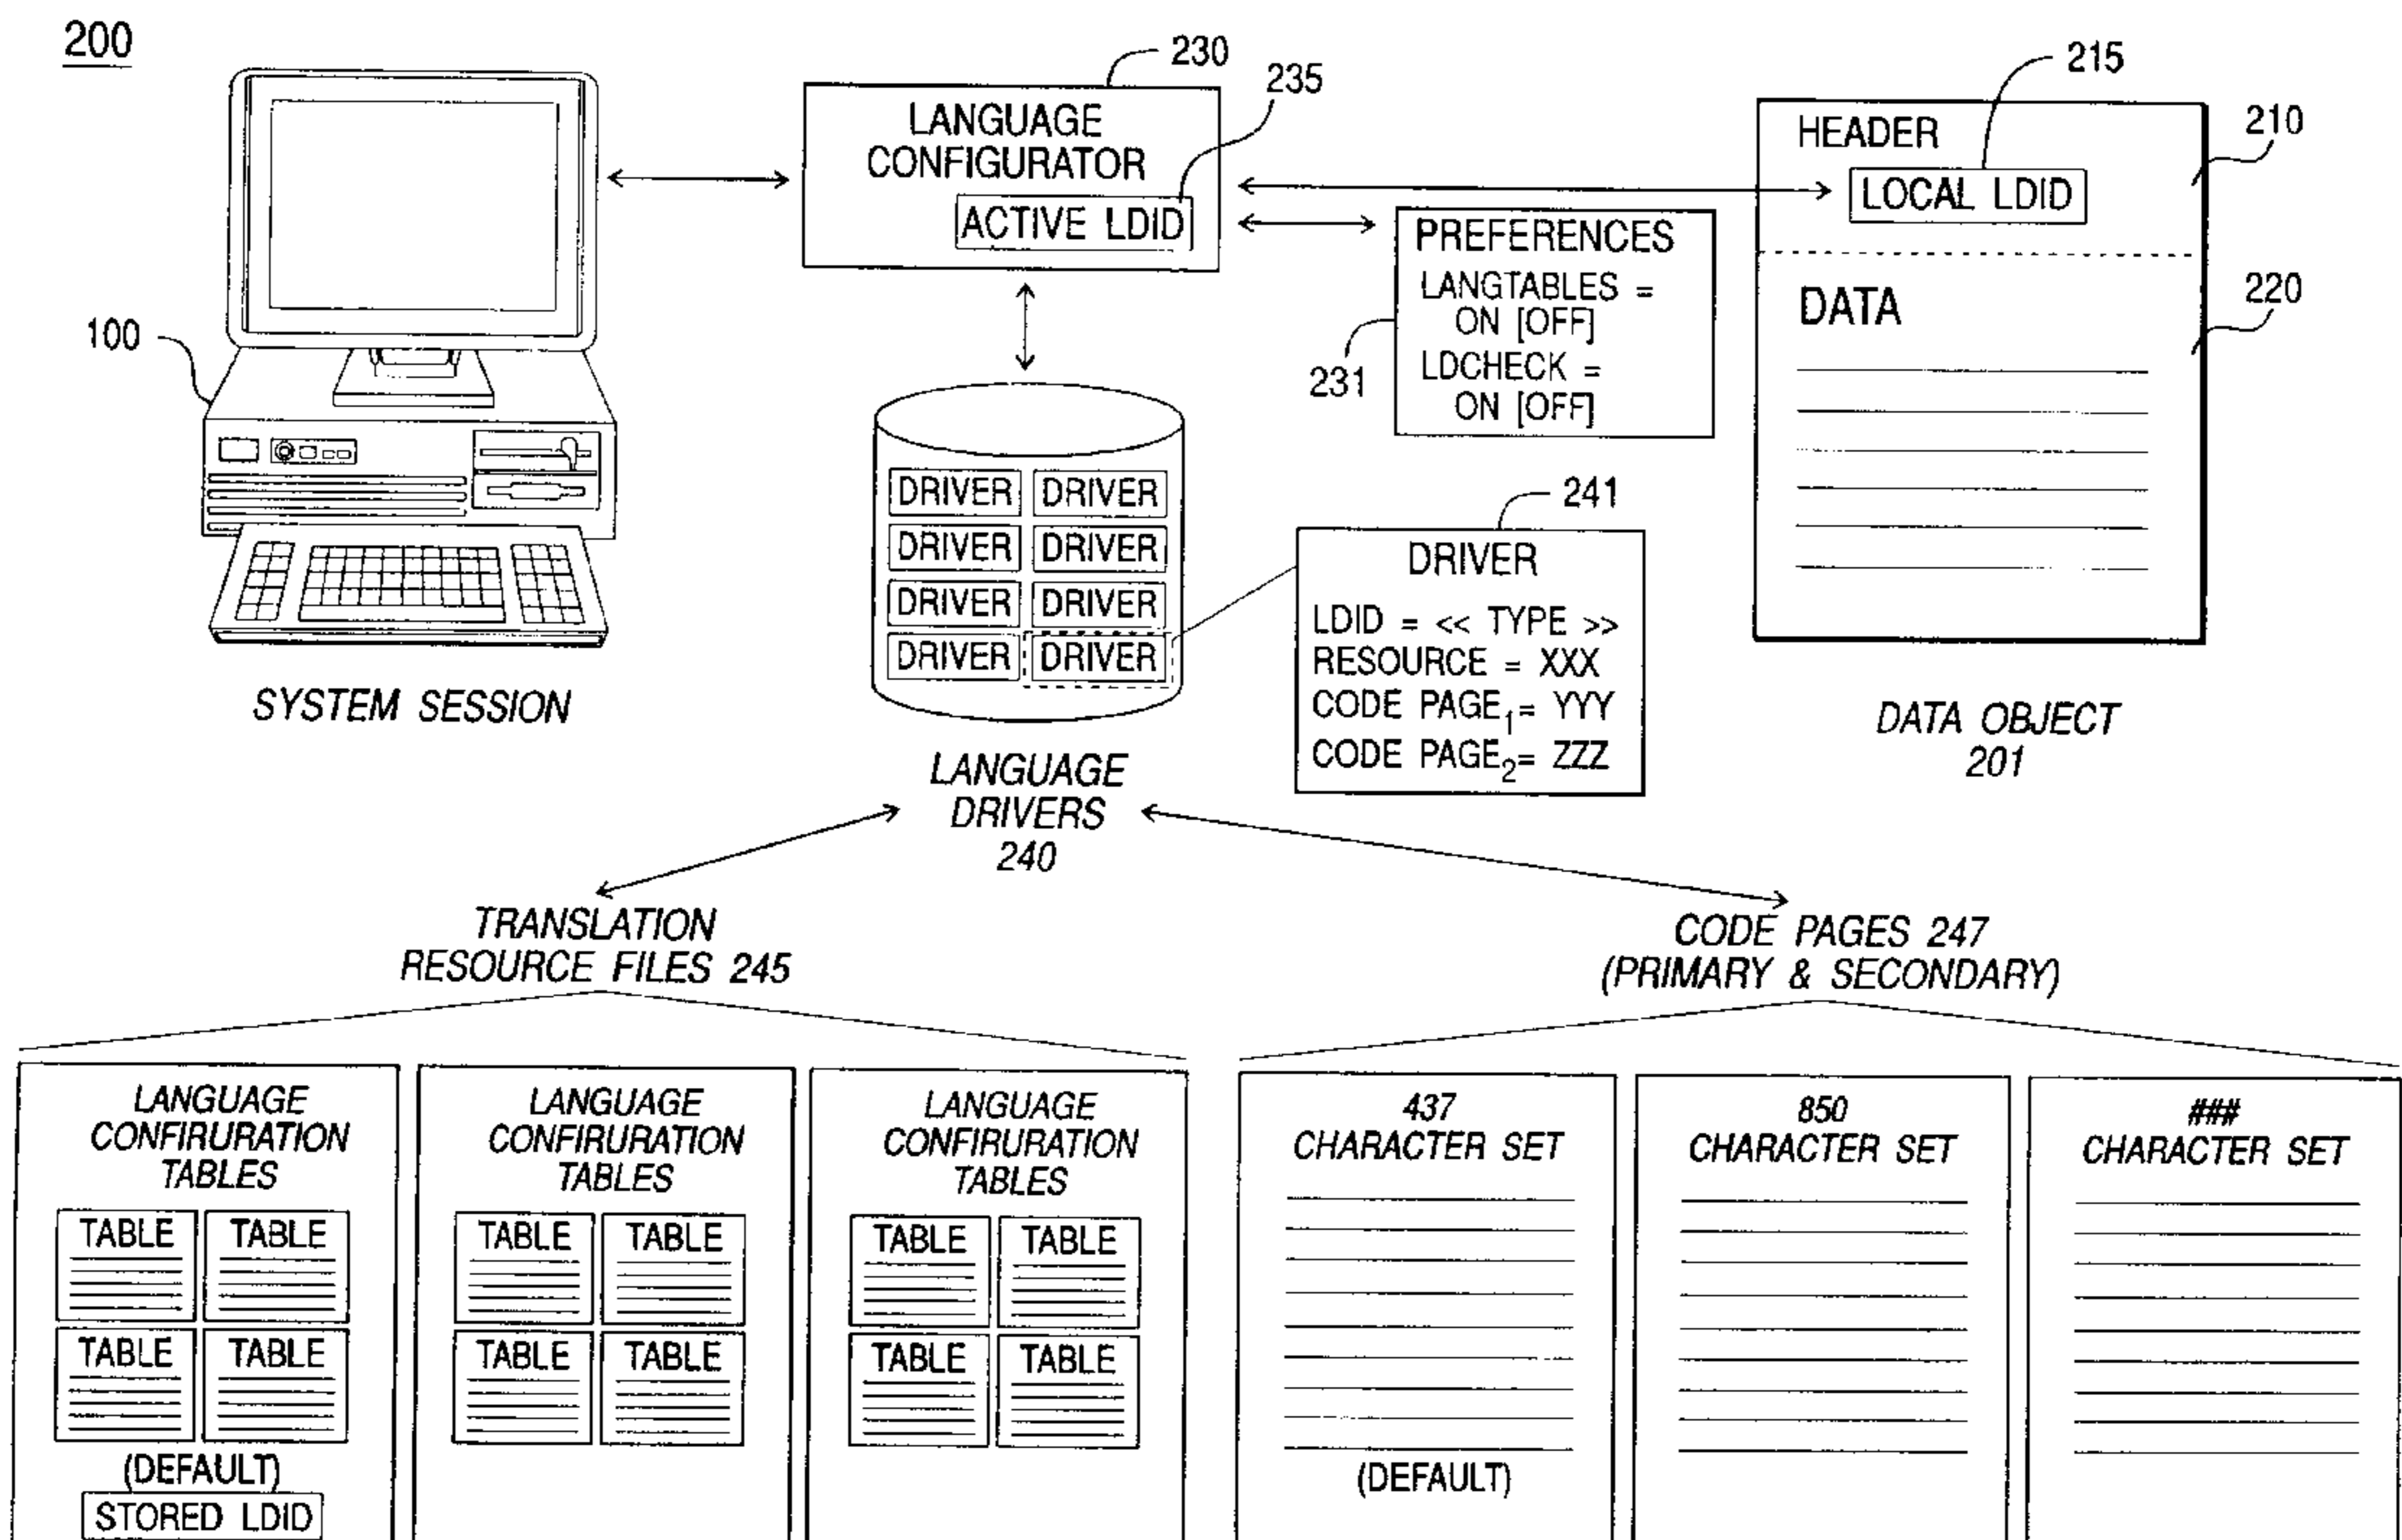 200
230
235
LANGUAGE
CONFIGURATOR
ACTIVE LDID
215
210
HEADER
LOCAL LDID
PREFERENCES
LANGTABLES =
ON [OFF]
LDCHECK =
ON [OFF]
231
220
DATA
100
DRIVER DRIVER
DRIVER DRIVER
DRIVER DRIVER
DRIVER DRIVER
241
DRIVER
LDID = << TYPE >>
RESOURCE = XXX
CODE PAGE1= YYY
CODE PAGE2= ZZZ
SYSTEM SESSION
LANGUAGE
DRIVERS
240
DATA OBJECT
201
TRANSLATION
RESOURCE FILES 245
CODE PAGES 247
(PRIMARY & SECONDARY)
LANGUAGE
CONFIRURATION
TABLES
TABLE TABLE
TABLE TABLE
(DEFAULT)
STORED LDID
LANGUAGE
CONFIRURATION
TABLES
TABLE TABLE
TABLE TABLE
LANGUAGE
CONFIRURATION
TABLES
TABLE TABLE
TABLE TABLE
437
CHARACTER SET
(DEFAULT)
850
CHARACTER SET
###
CHARACTER SET